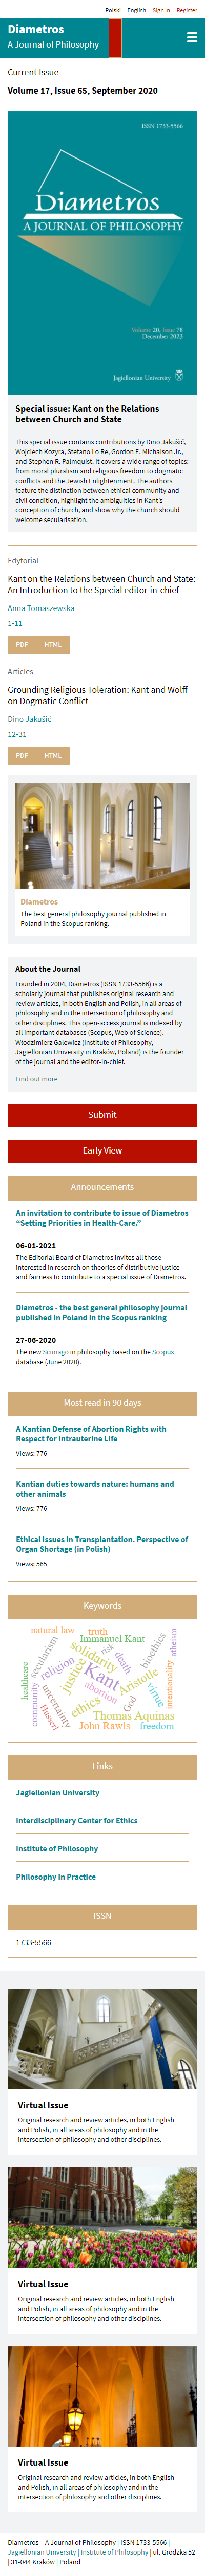 Polski English Sign In Register
Diametros
A Journal of Philosophy
Current Issue
Volume 17, Issue 65, September 2020
ISSN 1733-5566
Diametros
A JOURNAL OF PHILOSOPHY
Volume 20, Issue 78
December 2023
Jagiellonian University
Special issue: Kant on the Relations
between Church and State
This special issue contains contributions by Dino Jakušić,
Wojciech Kozyra, Stefano Lo Re, Gordon E. Michalson Jr.,
and Stephen R. Palmquist. It covers a wide range of topics:
from moral pluralism and religious freedom to dogmatic
conflicts and the Jewish Enlightenment. The authors
feature the distinction between ethical community and
civil condition, highlight the ambiguities in Kant's
conception of church, and show why the church should
welcome secularisation.
Edytorial
Kant on the Relations between Church and State:
An Introduction to the Special editor-in-chief
Anna Tomaszewska
1-11
PDF HTML
Articles
Grounding Religious Toleration: Kant and Wolff
on Dogmatic Conflict
Dino Jakušić
12-31
PDF HTML
Diametros
The best general philosophy journal published in
Poland in the Scopus ranking.
About the Journal
Founded in 2004, Diametros (ISSN 1733-5566) is a
scholarly journal that publishes original research and
review articles, in both English and Polish, in all areas of
philosophy and in the intersection of philosophy and
other disciplines. This open-access journal is indexed by
all important databases (Scopus, Web of Science).
Włodzimierz Galewicz (Institute of Philosophy,
Jagiellonian University in Kraków, Poland) is the founder
of the journal and the editor-in-chief.
Find out more
Submit
Early View
Announcements
An invitation to contribute to issue of Diametros
“Setting Priorities in Health-Care.”
06-01-2021
The Editorial Board of Diametros invites all those
interested in research on theories of distributive justice
and fairness to contribute to a special issue of Diametros.
Diametros - the best general philosophy journal
published in Poland in the Scopus ranking
27-06-2020
The new Scimago in philosophy based on the Scopus
database (June 2020).
Most read in 90 days
A Kantian Defense of Abortion Rights with
Respect for Intrauterine Life
Views: 776
Kantian duties towards nature: humans and
other animals
Views: 776
Ethical Issues in Transplantation. Perspective of
Organ Shortage (in Polish)
Views: 565
Keywords
natural law
truth
Immanuel Kant
atheism
secularism
solidarity
risk
bioethics
death
religion
justice
Kant
Aristotle
healthcare
community
uncertainty
abortion
God
virtue
intentionality
Husserl
ethics
Thomas Aquinas
John Rawls
freedom
Links
Jagiellonian University
Interdisciplinary Center for Ethics
Institute of Philosophy
Philosophy in Practice
ISSN
1733-5566
Virtual Issue
Original research and review articles, in both English
and Polish, in all areas of philosophy and in the
intersection of philosophy and other disciplines.
Virtual Issue
Original research and review articles, in both English
and Polish, in all areas of philosophy and in the
intersection of philosophy and other disciplines.
Virtual Issue
Original research and review articles, in both English
and Polish, in all areas of philosophy and in the
intersection of philosophy and other disciplines.
Diametros – A Journal of Philosophy | ISSN 1733-5566 |
Jagiellonian University | Institute of Philosophy | ul. Grodzka 52
| 31-044 Kraków | Poland